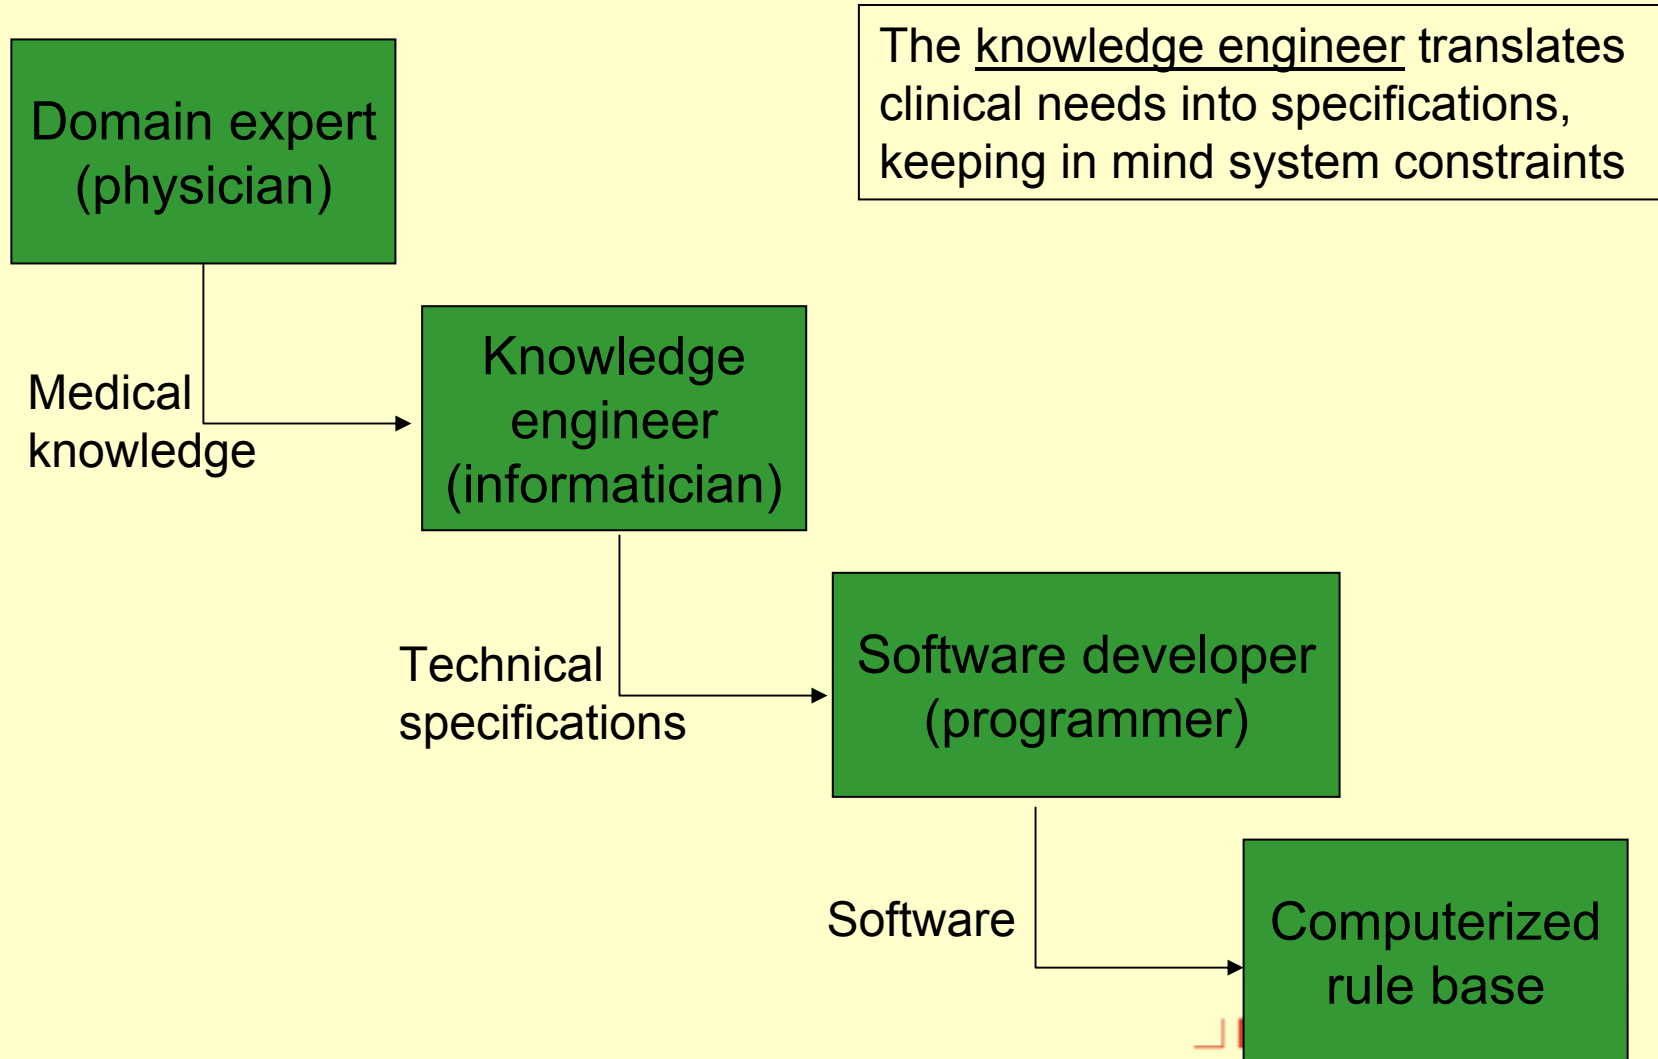 The knowledge engineer translates
clinical needs into specifications,
keeping in mind system constraints
Domain expert
(physician)
Medical
knowledge
Knowledge
engineer
(informatician)
Technical
specifications
Software developer
(programmer)
Software
Computerized
rule base